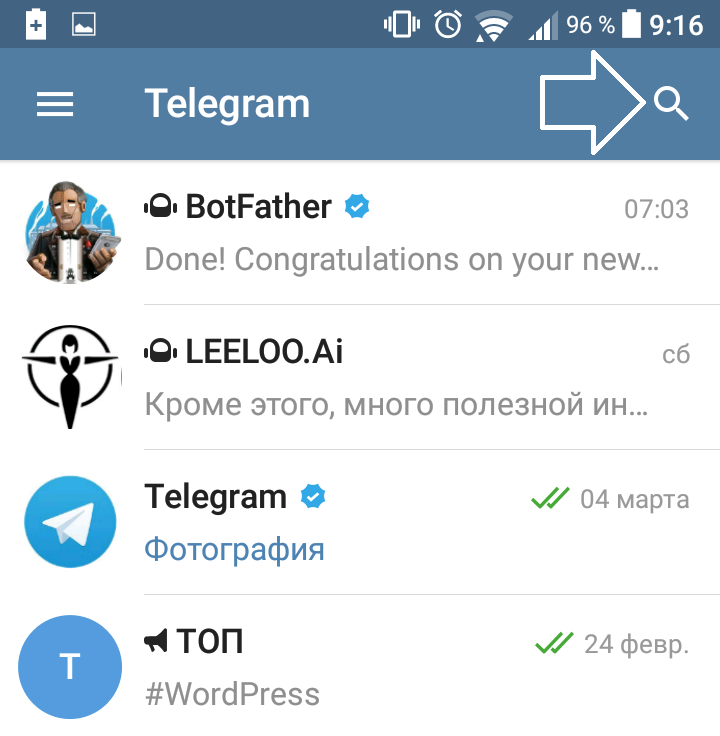 96 % 9:16
Telegram
BotFather 07:03
Done! Congratulations on your new...
LEELOO.Ai сб
Кроме этого, много полезной ин...
Telegram 04 марта
Фотография
T ТОП 24 февр.
#WordPress